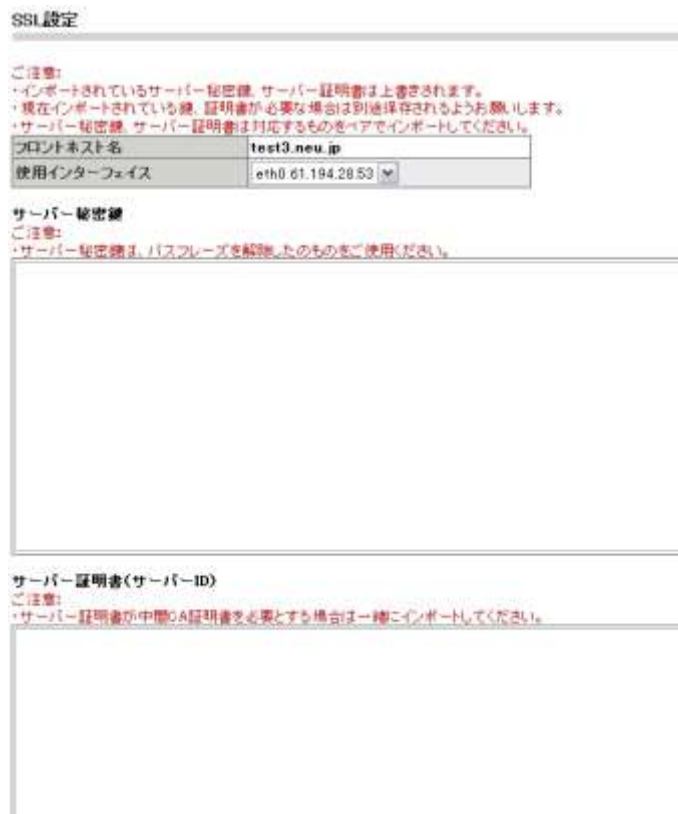 SSL設定
ご注意:
・インポートされているサーバー秘密鍵、サーバー証明書は上書きされます。
・現在インポートされている鍵、証明書が必要な場合は別途保存されるようお願いします。
・サーバー秘密鍵、サーバー証明書は対応するものをペアでインポートしてください。
フロントホスト名 test3.neu.jp
使用インターフェイス eth0 61.194.28.53
サーバー秘密鍵
ご注意:
・サーバー秘密鍵は、パスフレーズを解除したのものをご使用ください。
サーバー証明書(サーバーID)
ご注意:
・サーバー証明書が中間CA証明書を必要とする場合は一緒にインポートしてください。